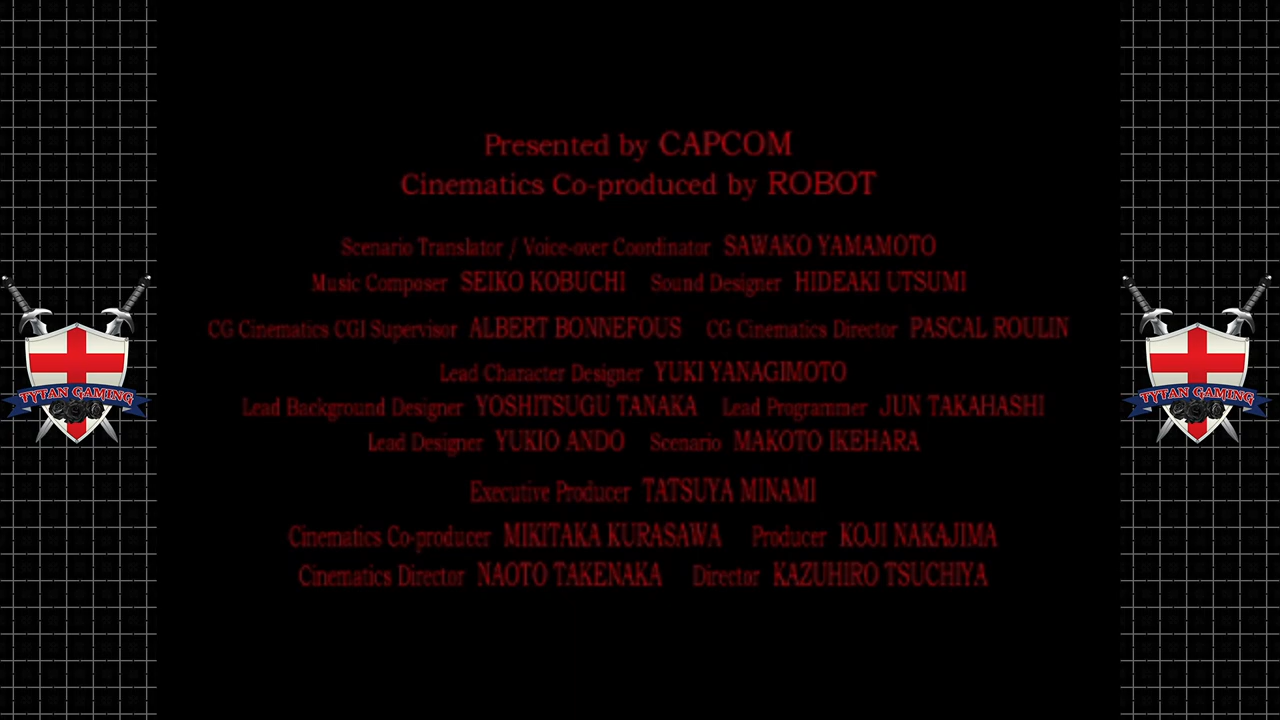 Presented by CAPCOM
Cinematics Co-produced by ROBOT
Scenario Translator / Voice-over Coordinator SAWAKO YAMAMOTO
Music Composer SEIKO KOBUCHI Sound Designer HIDEAKI UTSUMI
CG Cinematics CGI Supervisor ALBERT BONNEFOUS CG Cinematics Director PASCAL ROULIN
Lead Character Designer YUKI YANAGIMOTO
Lead Background Designer YOSHITSUGU TANAKA Lead Programmer JUN TAKAHASHI
Lead Designer YUKIO ANDO Scenario MAKOTO IKEHARA
Executive Producer TATSUYA MINAMI
Cinematics Co-producer MIKITAKA KURASAWA Producer KOJI NAKAJIMA
Cinematics Director NAOTO TAKENAKA Director KAZUHIRO TSUCHIYA
TYTAN GAMING
TYTAN GAMING